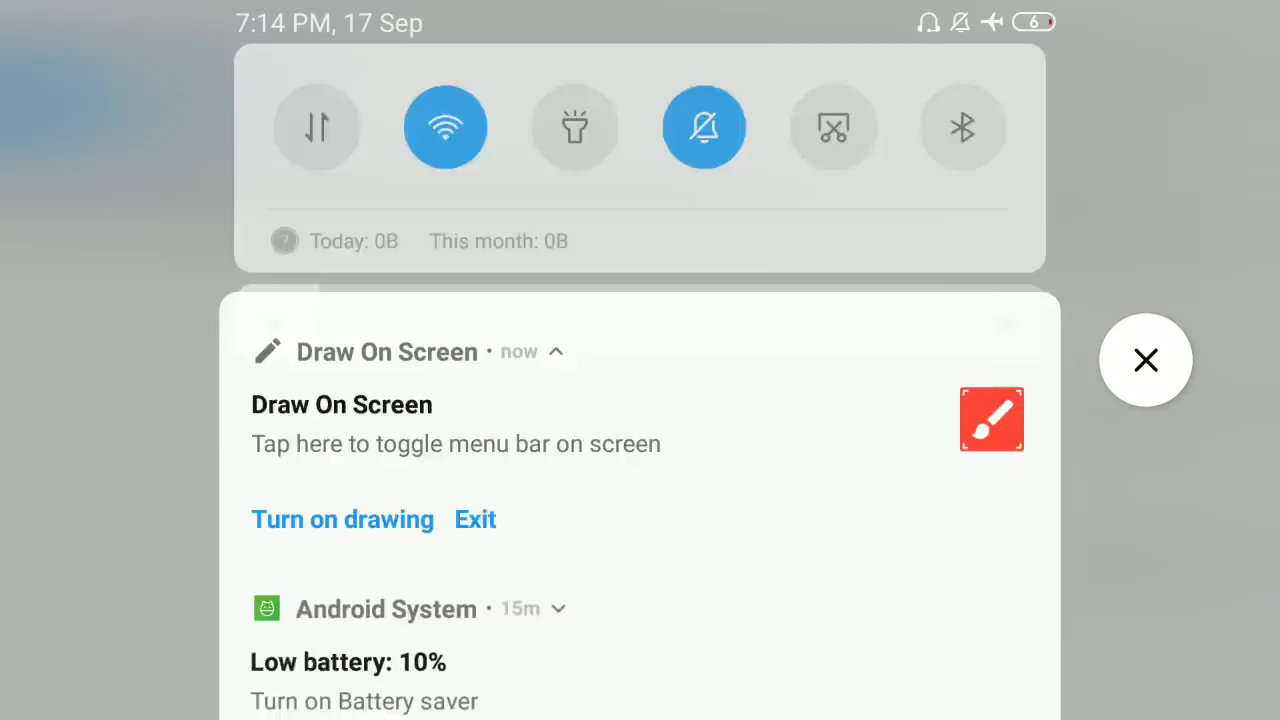 7:14 PM, 17 Sep 6
Today: 0B This month: 0B
Draw On Screen · now
Draw On Screen
Tap here to toggle menu bar on screen
Turn on drawing Exit
Android System · 15m
Low battery: 10%
Turn on Battery saver